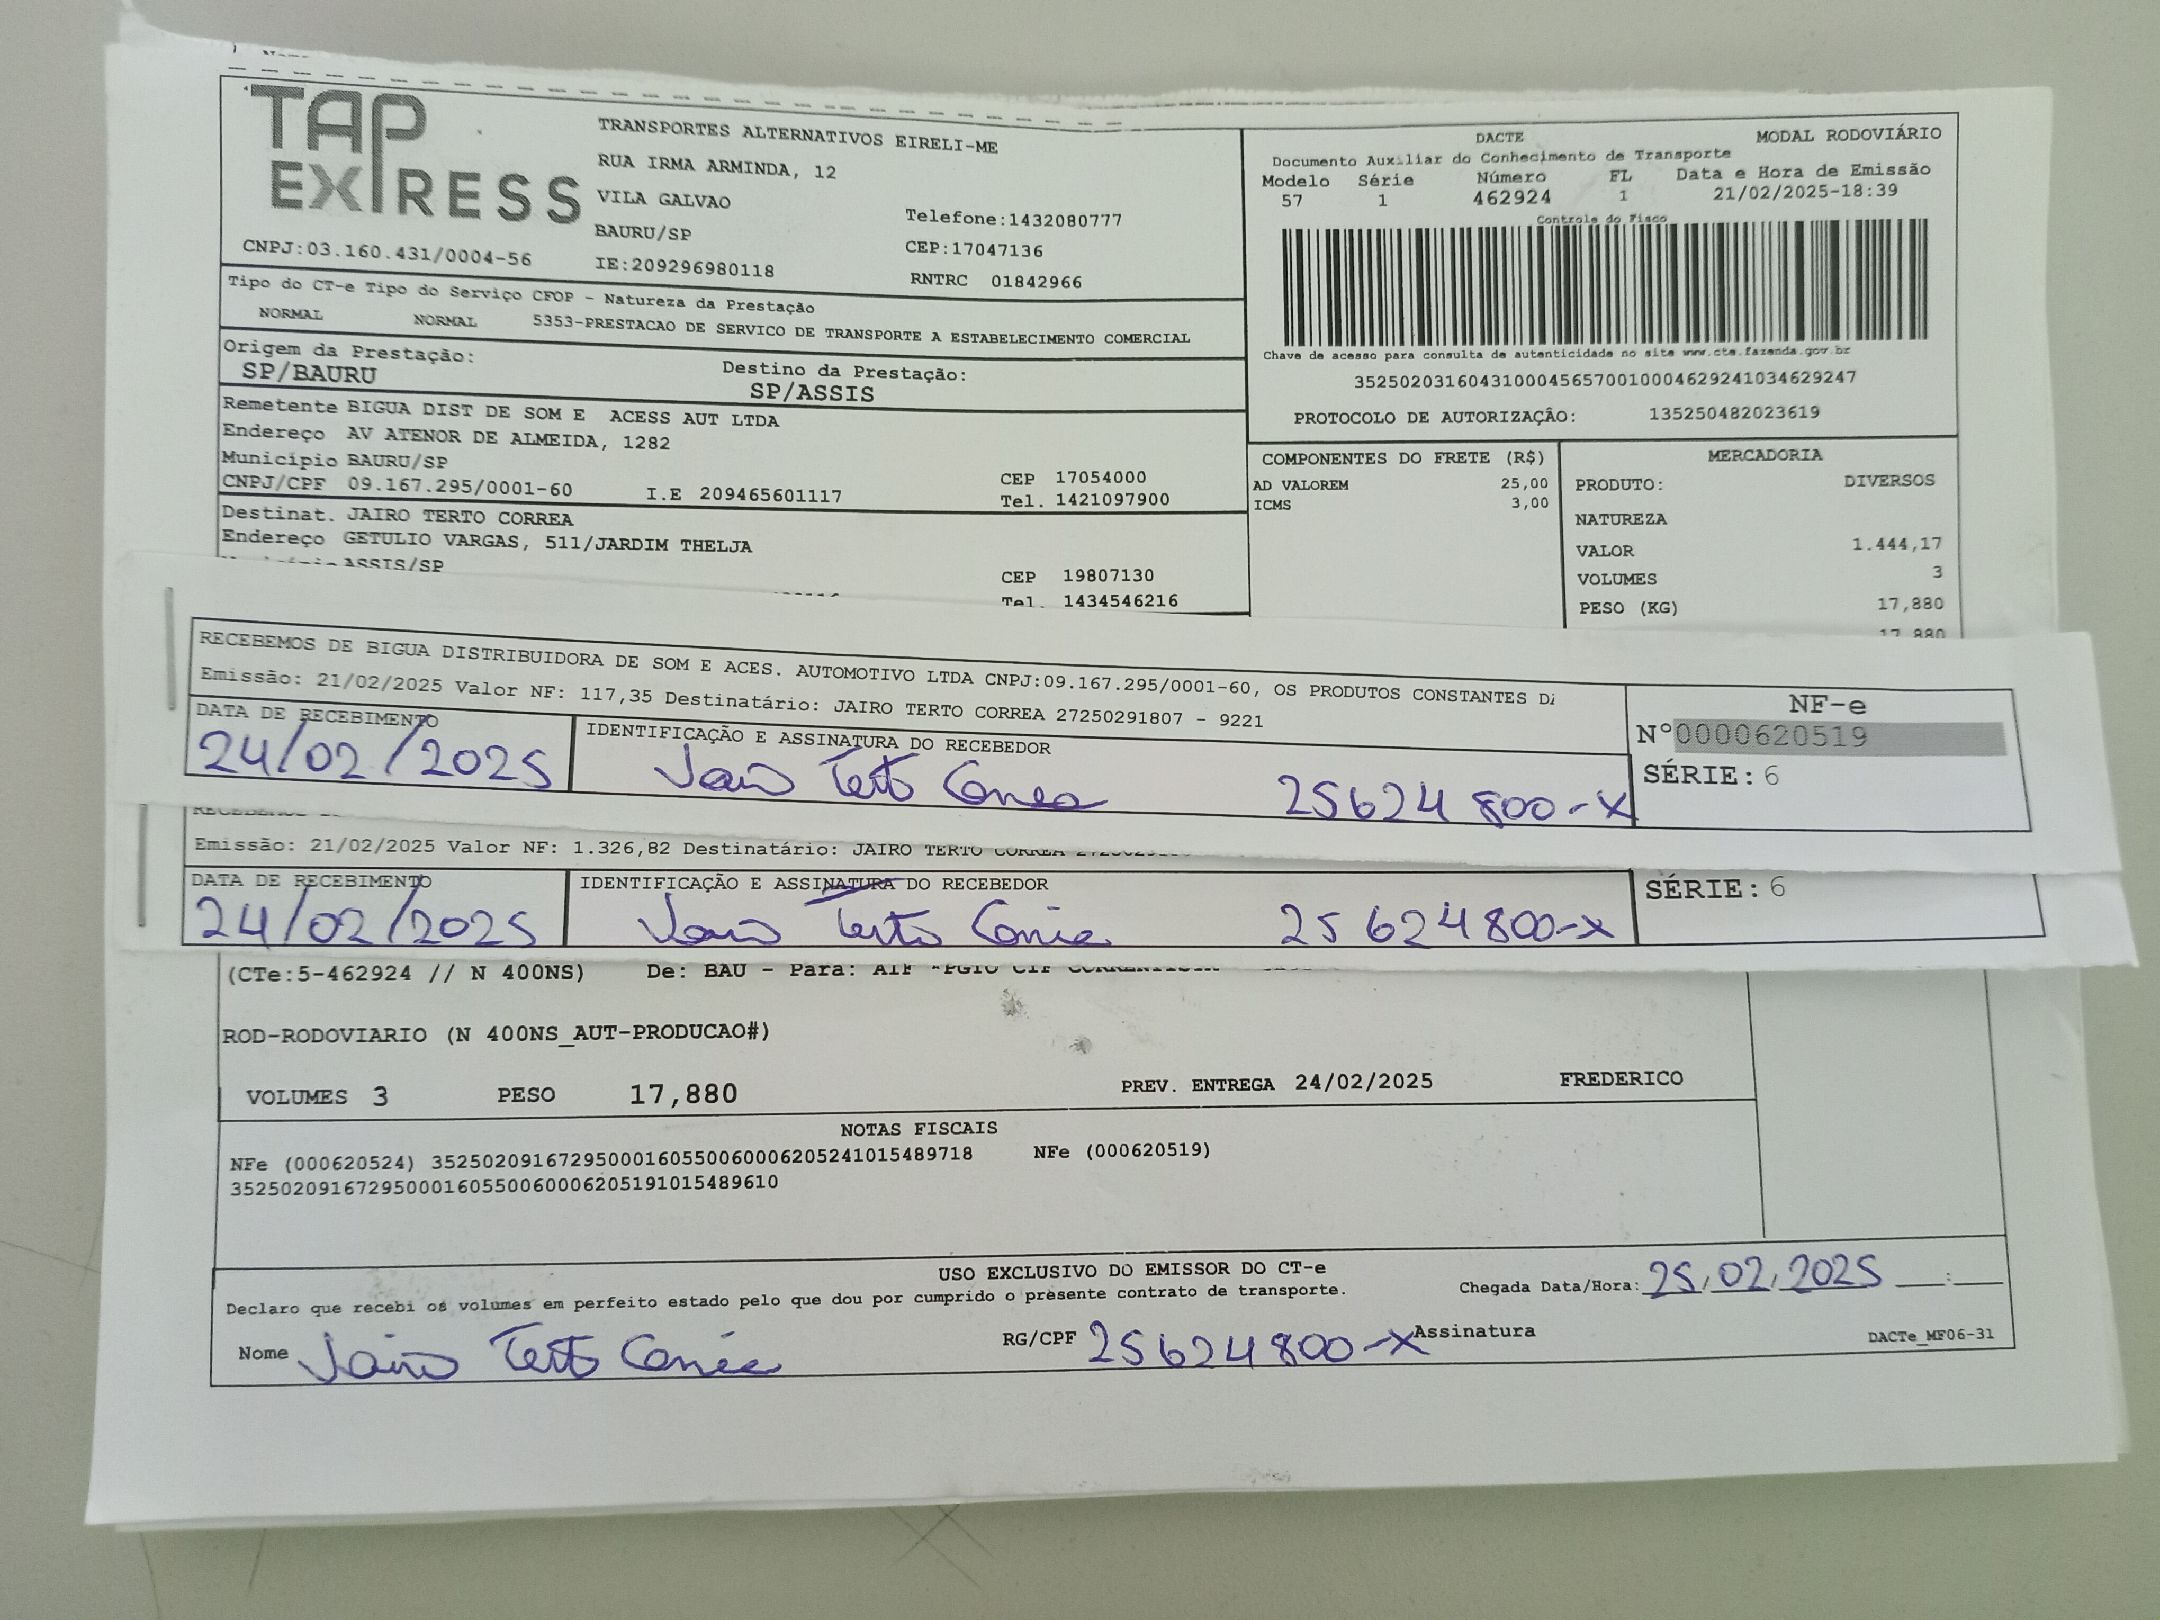 TAP EXPRESS
TRANSPORTES ALTERNATIVOS EIRELI-ME
RUA IRMA ARMINDA, 12
VILA GALVAO
BAURU/SP
Telefone:1432080777
CEP:17047136
CNPJ:03.160.431/0004-56
IE:209296980118
RNTRC 01842966
DACTE MODAL RODOVIÁRIO
Documento Auxiliar do Conhecimento de Transporte
Modelo Série Número FL Data e Hora de Emissão
57 1 462924 1 21/02/2025-18:39
Controle do Fisco
Chave de acesso para consulta de autenticidade no site www.cte.fazenda.gov.br
35250203160431000456570010004629241034629247
PROTOCOLO DE AUTORIZAÇÃO: 135250482023619
Tipo do CT-e Tipo do Serviço CFOP - Natureza da Prestação
NORMAL NORMAL 5353-PRESTACAO DE SERVICO DE TRANSPORTE A ESTABELECIMENTO COMERCIAL
Origem da Prestação: Destino da Prestação:
SP/BAURU SP/ASSIS
Remetente BIGUA DIST DE SOM E ACESS AUT LTDA
Endereço AV ATENOR DE ALMEIDA, 1282
Município BAURU/SP CEP 17054000
CNPJ/CPF 09.167.295/0001-60 I.E 209465601117 Tel. 1421097900
Destinat. JAIRO TERTO CORREA
Endereço GETULIO VARGAS, 511/JARDIM THELJA
ASSIS/SP CEP 19807130
Tel. 1434546216
COMPONENTES DO FRETE (R$)
AD VALOREM 25,00
ICMS 3,00
MERCADORIA
PRODUTO: DIVERSOS
NATUREZA
VALOR 1.444,17
VOLUMES 3
PESO (KG) 17,880
17,880
RECEBEMOS DE BIGUA DISTRIBUIDORA DE SOM E ACES. AUTOMOTIVO LTDA CNPJ:09.167.295/0001-60, OS PRODUTOS CONSTANTES
Emissão: 21/02/2025 Valor NF: 117,35 Destinatário: JAIRO TERTO CORREA 27250291807 - 9221
DATA DE RECEBIMENTO IDENTIFICAÇÃO E ASSINATURA DO RECEBEDOR
24/02/2025 Jairo Terto Correa 25624800-X
NF-e
N°0000620519
SÉRIE: 6
Emissão: 21/02/2025 Valor NF: 1.326,82 Destinatário: JAIRO TERTO CORREA
DATA DE RECEBIMENTO IDENTIFICAÇÃO E ASSINATURA DO RECEBEDOR
24/02/2025 Jairo Terto Correa 25624800-X
SÉRIE: 6
(CTe:5-462924 // N 400NS) De: BAU - Para:
ROD-RODOVIARIO (N 400NS_AUT-PRODUCAO#)
VOLUMES 3 PESO 17,880 PREV. ENTREGA 24/02/2025 FREDERICO
NOTAS FISCAIS
NFe (000620524) 35250209167295000160550060006205241015489718 NFe (000620519)
35250209167295000160550060006205191015489610
USO EXCLUSIVO DO EMISSOR DO CT-e
Declaro que recebi os volumes em perfeito estado pelo que dou por cumprido o presente contrato de transporte.
Chegada Data/Hora: 25/02/2025 __:__
Nome Jairo Terto Correa RG/CPF 25624800-X Assinatura
DACTe_MF06-31